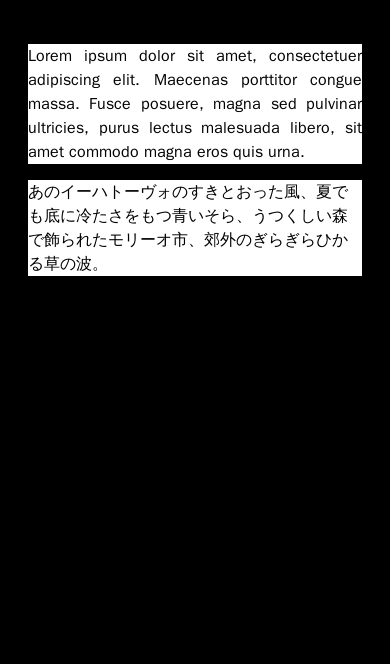 Lorem ipsum dolor sit amet, consectetuer
adipiscing elit. Maecenas porttitor congue
massa. Fusce posuere, magna sed pulvinar
ultricies, purus lectus malesuada libero, sit
amet commodo magna eros quis urna.
あのイーハトーヴォのすきとおった風、夏で
も底に冷たさをもつ青いそら、うつくしい森
で飾られたモリーオ市、郊外のぎらぎらひか
る草の波。